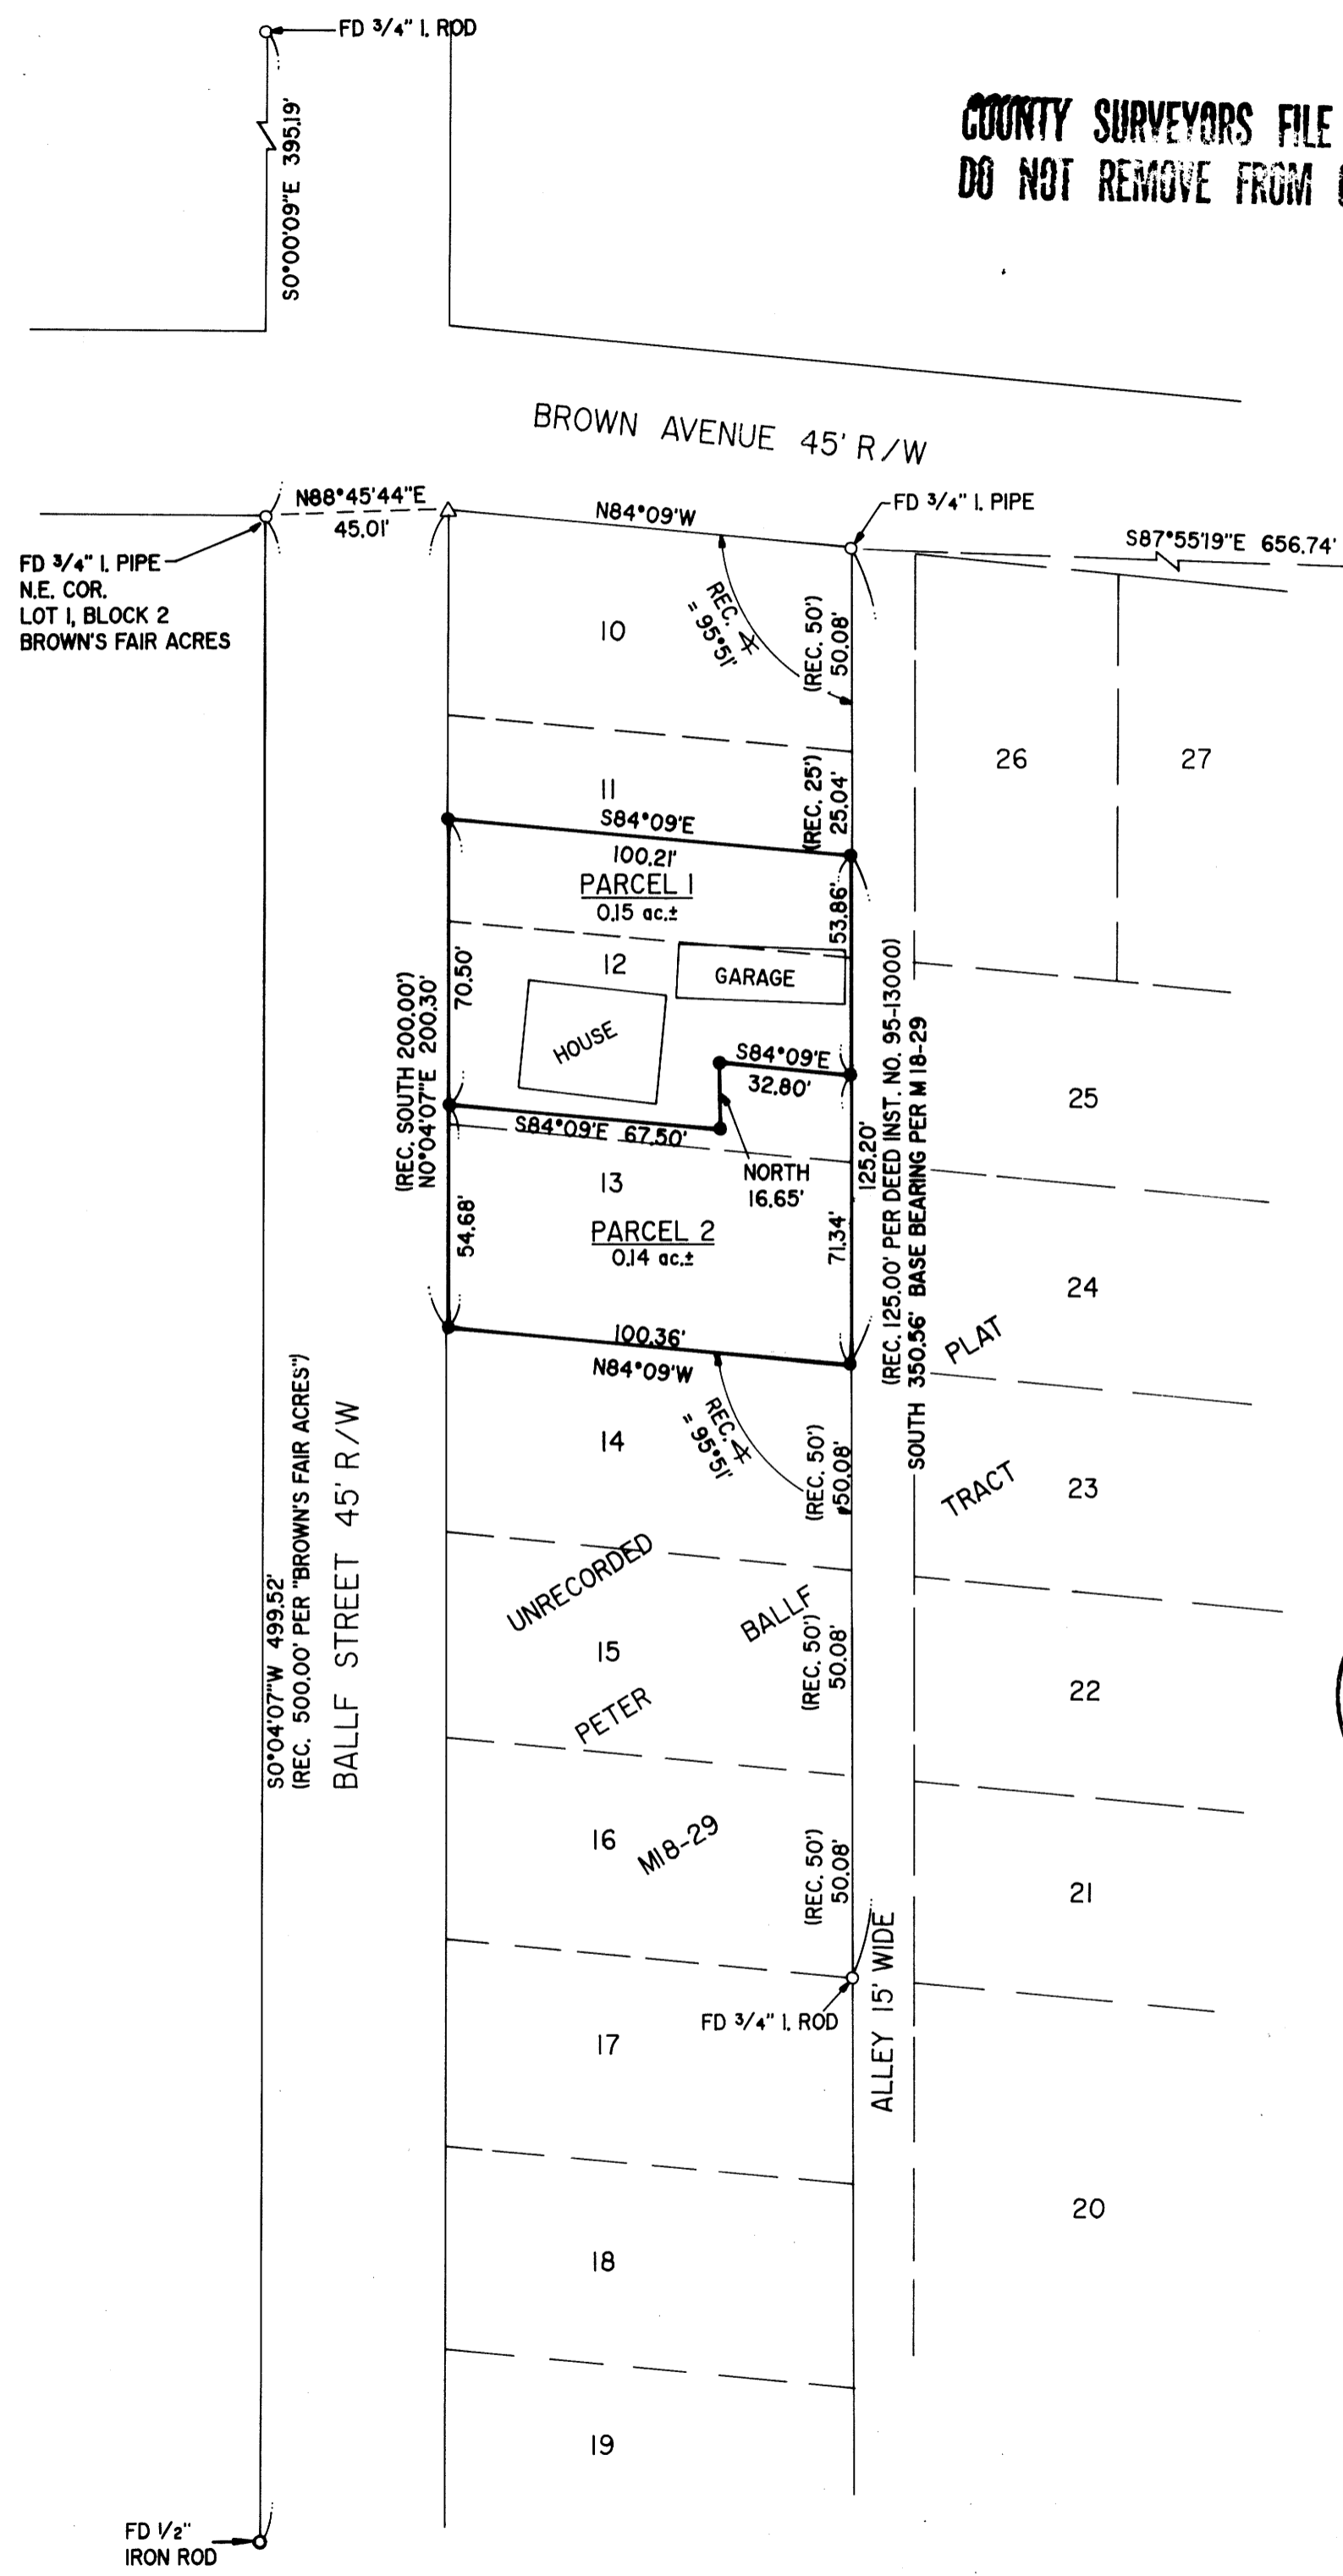 FD 3/4" I. ROD
S0°00'09"E 395.19'
COUNTY SURVEYORS FILE
DO NOT REMOVE FROM
BROWN AVENUE 45' R/W
N88°45'44"E
45.01'
N84°09'W
FD 3/4" I. PIPE
S87°55'19"E 656.74'
FD 3/4" I. PIPE
N.E. COR.
LOT 1, BLOCK 2
BROWN'S FAIR ACRES
10
REC. ∡
= 95°51'
(REC. 50')
50.08'
26
27
11
(REC. 25')
25.04'
S84°09'E
100.21'
PARCEL 1
0.15 ac.±
53.86'
12
GARAGE
HOUSE
70.50'
(REC. SOUTH 200.00')
N0°04'07"E 200.30'
S84°09'E
32.80'
S84°09'E 67.50'
NORTH
16.65'
125.20'
(REC. 125.00' PER DEED INST. NO. 95-13000)
SOUTH 350.56' BASE BEARING PER M18-29
25
13
PARCEL 2
0.14 ac.±
54.68'
71.34'
24
100.36'
N84°09'W
PLAT
14
REC. ∡
= 95°51'
(REC. 50')
50.08'
TRACT
23
S0°04'07"W 499.52'
(REC. 500.00' PER "BROWN'S FAIR ACRES")
BALLF STREET 45' R/W
UNRECORDED
BALLF
15
(REC. 50')
50.08'
22
PETER
16
M18-29
(REC. 50')
50.08'
21
ALLEY 15' WIDE
FD 3/4" I. ROD
17
20
18
19
FD 1/2"
IRON ROD